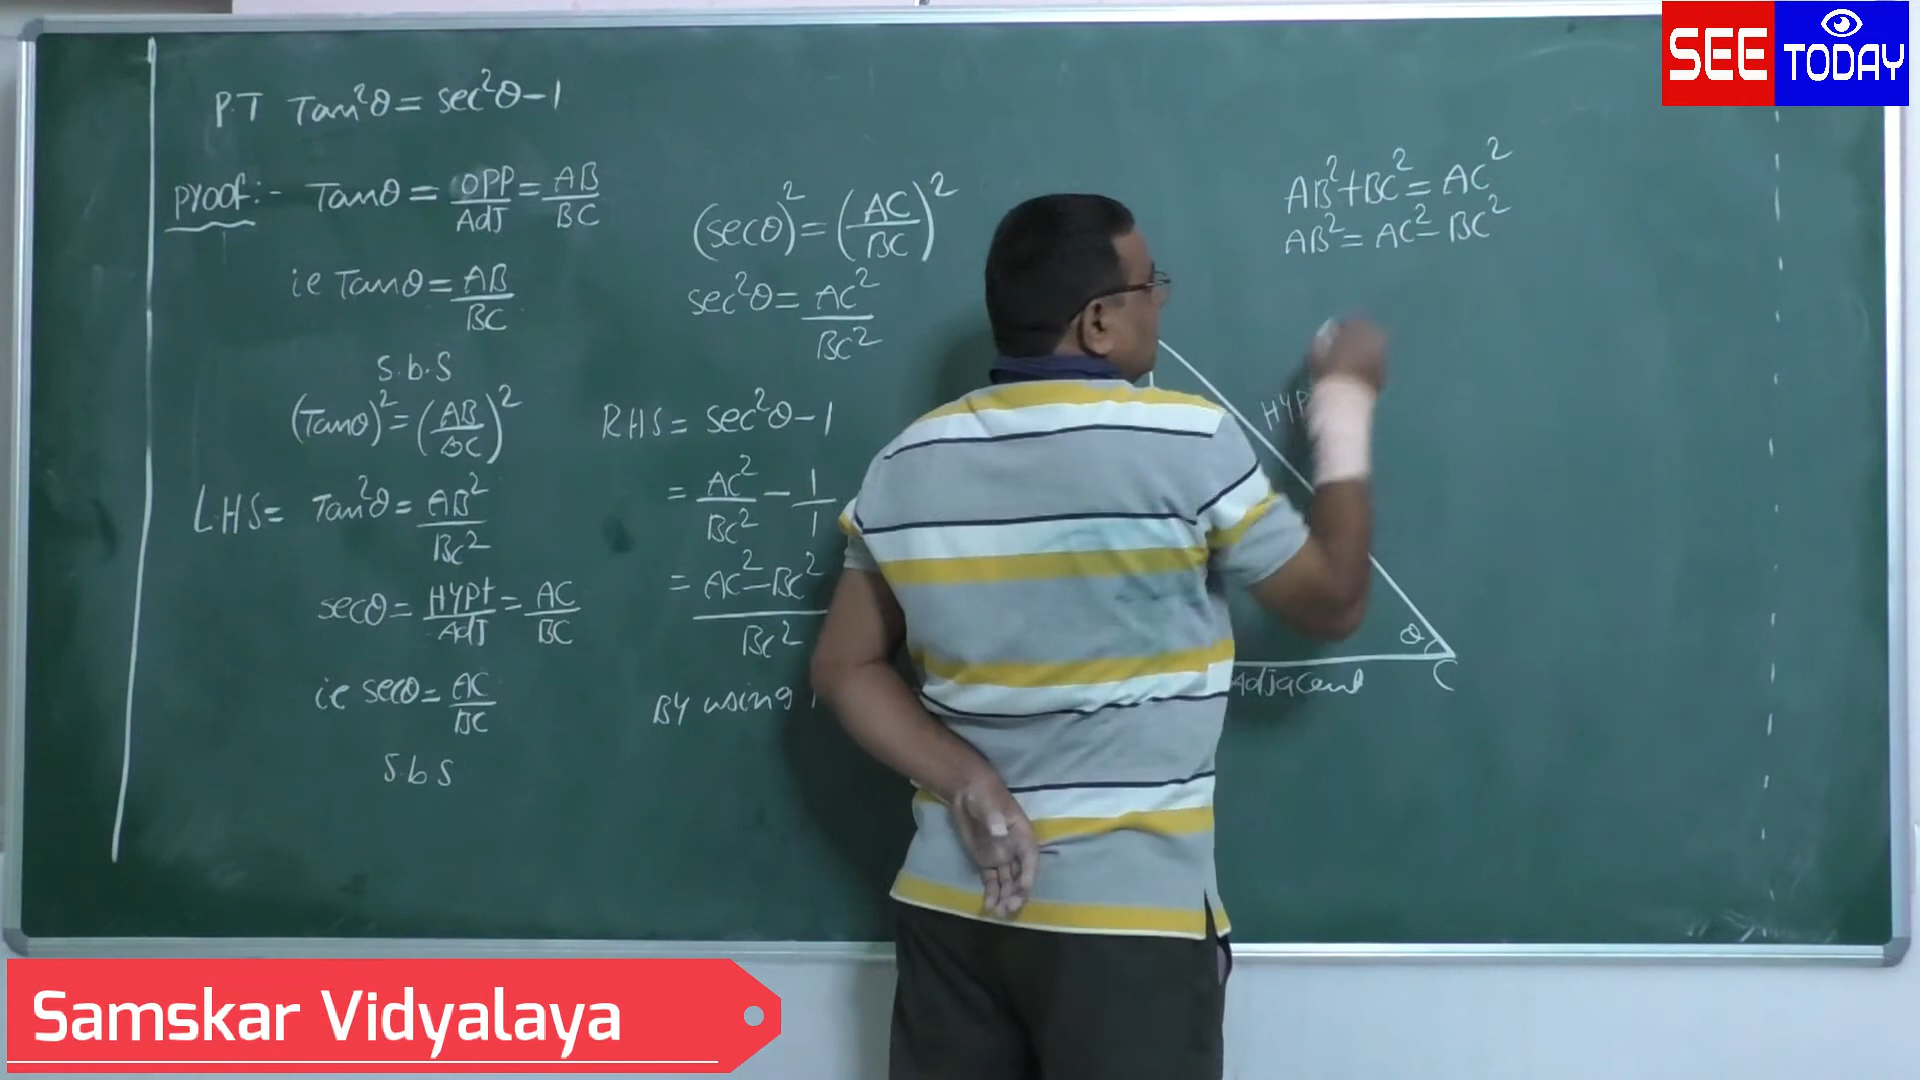 SEE TODAY
P.T Tan²θ = sec²θ-1
Proof:- Tanθ = OPP/AdJ = AB/BC
ie Tanθ = AB/BC
S.b.S
(Tanθ)² = (AB/BC)²
LHS = Tan²θ = AB²/BC²
secθ = HYPt/AdJ = AC/BC
ie secθ = AC/BC
S.b.S
(secθ)² = (AC/BC)²
sec²θ = AC²/BC²
RHS = sec²θ-1
= AC²/BC² - 1/1
= AC²-BC²/BC²
BY using
AB²+BC² = AC²
AB² = AC²-BC²
HYP
θ
Adjacent C
Samskar Vidyalaya